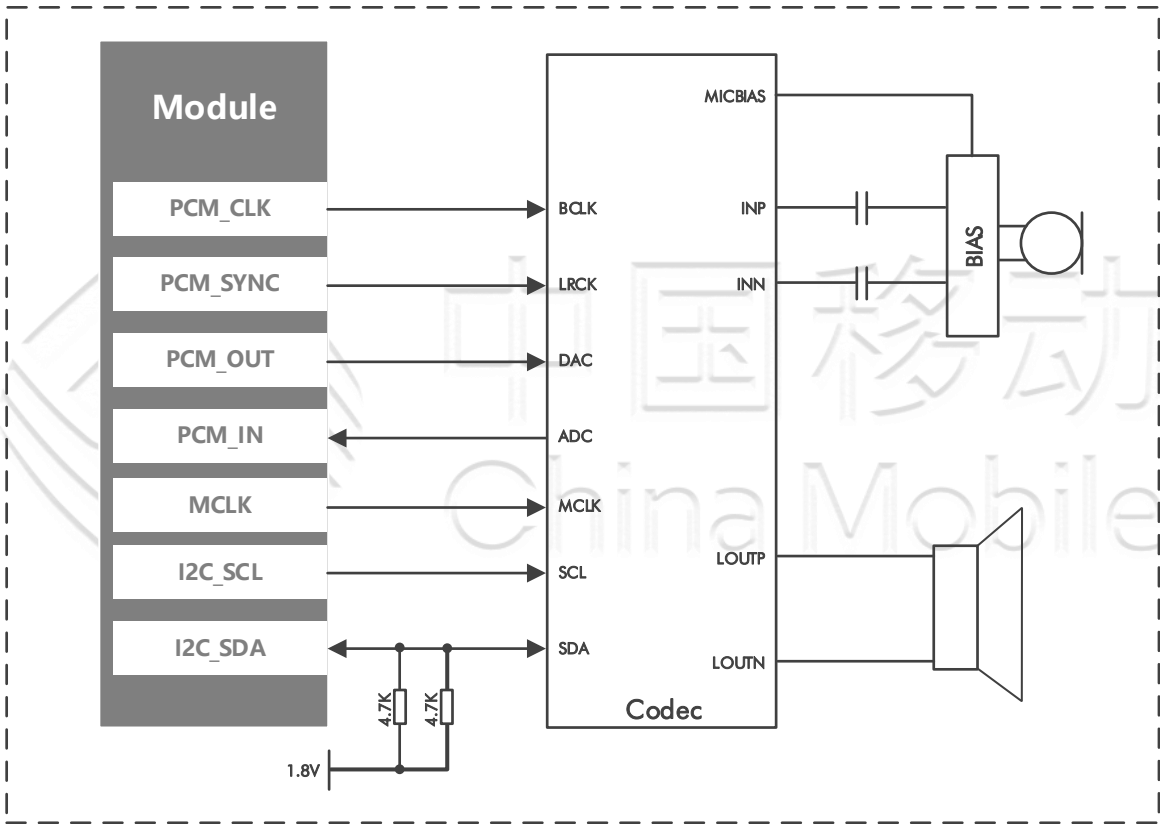 Module
MICBIAS
PCM_CLK
BCLK
INP
BIAS
PCM_SYNC
LRCK
INN
中国移动
PCM_OUT
DAC
PCM_IN
ADC
China Mobile
MCLK
MCLK
I2C_SCL
SCL
LOUTP
I2C_SDA
SDA
LOUTN
4.7K
4.7K
Codec
1.8V